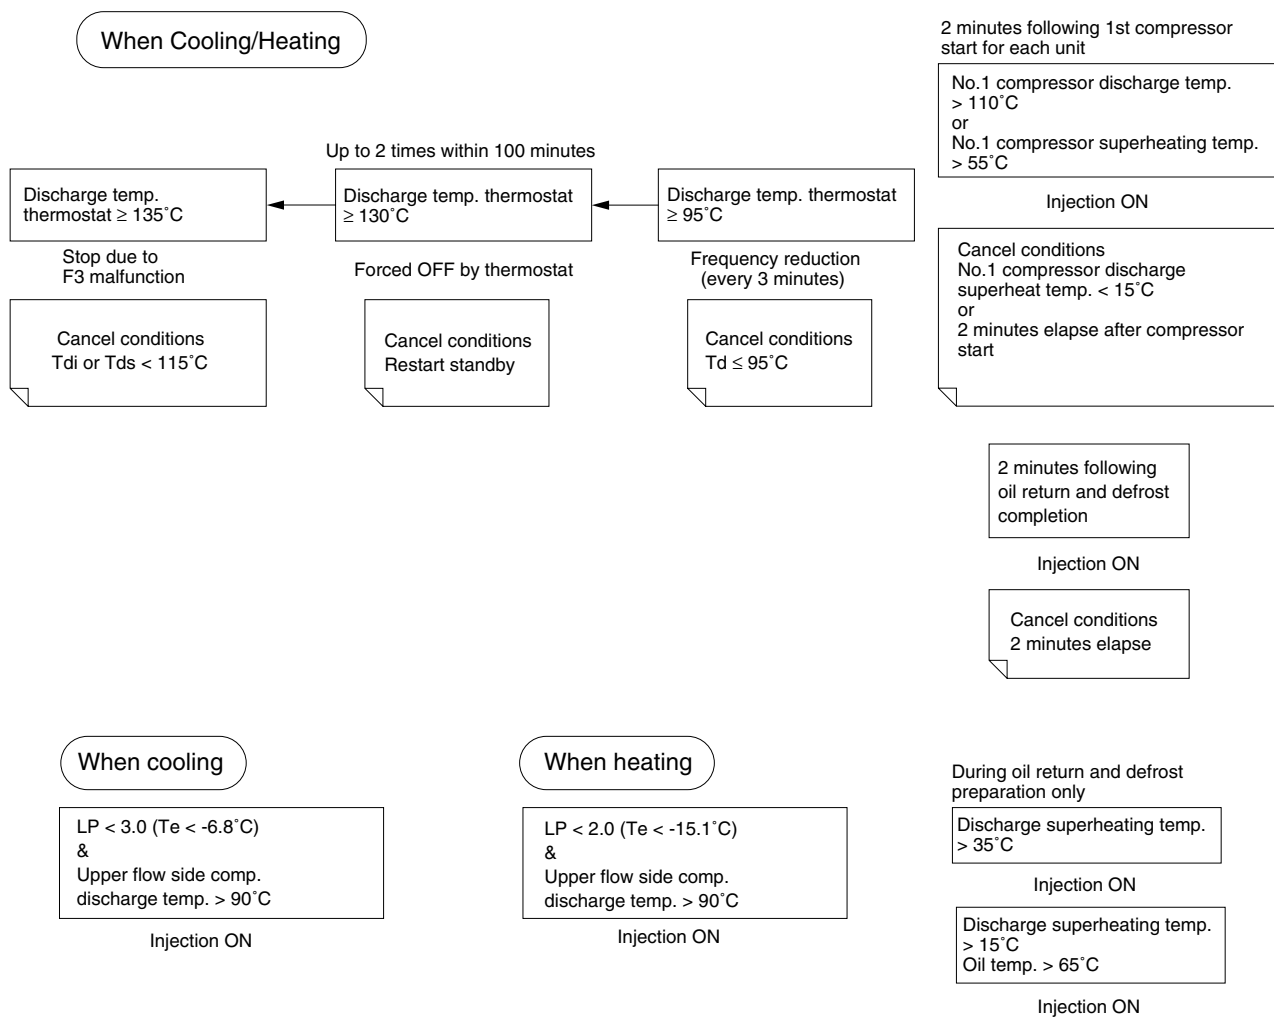 When Cooling/Heating
2 minutes following 1st compressor
start for each unit
No.1 compressor discharge temp.
> 110˚C
or
No.1 compressor superheating temp.
> 55˚C
Injection ON
Up to 2 times within 100 minutes
Discharge temp.
thermostat ≥ 135˚C
Discharge temp. thermostat
≥ 130˚C
Discharge temp. thermostat
≥ 95˚C
Stop due to
F3 malfunction
Forced OFF by thermostat
Frequency reduction
(every 3 minutes)
Cancel conditions
Tdi or Tds < 115˚C
Cancel conditions
Restart standby
Cancel conditions
Td ≤ 95˚C
Cancel conditions
No.1 compressor discharge
superheat temp. < 15˚C
or
2 minutes elapse after compressor
start
2 minutes following
oil return and defrost
completion
Injection ON
Cancel conditions
2 minutes elapse
When cooling
LP < 3.0 (Te < -6.8˚C)
&
Upper flow side comp.
discharge temp. > 90˚C
Injection ON
When heating
LP < 2.0 (Te < -15.1˚C)
&
Upper flow side comp.
discharge temp. > 90˚C
Injection ON
During oil return and defrost
preparation only
Discharge superheating temp.
> 35˚C
Injection ON
Discharge superheating temp.
> 15˚C
Oil temp. > 65˚C
Injection ON